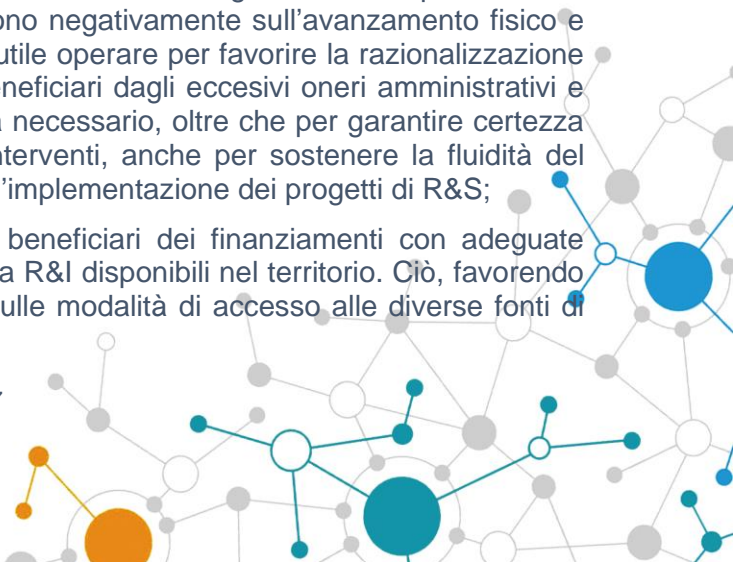 ono negativamente sull’avanzamento fisico e
utile operare per favorire la razionalizzazione
neficiari dagli eccesivi oneri amministrativi e
a necessario, oltre che per garantire certezza
nterventi, anche per sostenere la fluidità del
l’implementazione dei progetti di R&S;
beneficiari dei finanziamenti con adeguate
a R&I disponibili nel territorio. Ciò, favorendo
sulle modalità di accesso alle diverse fonti di